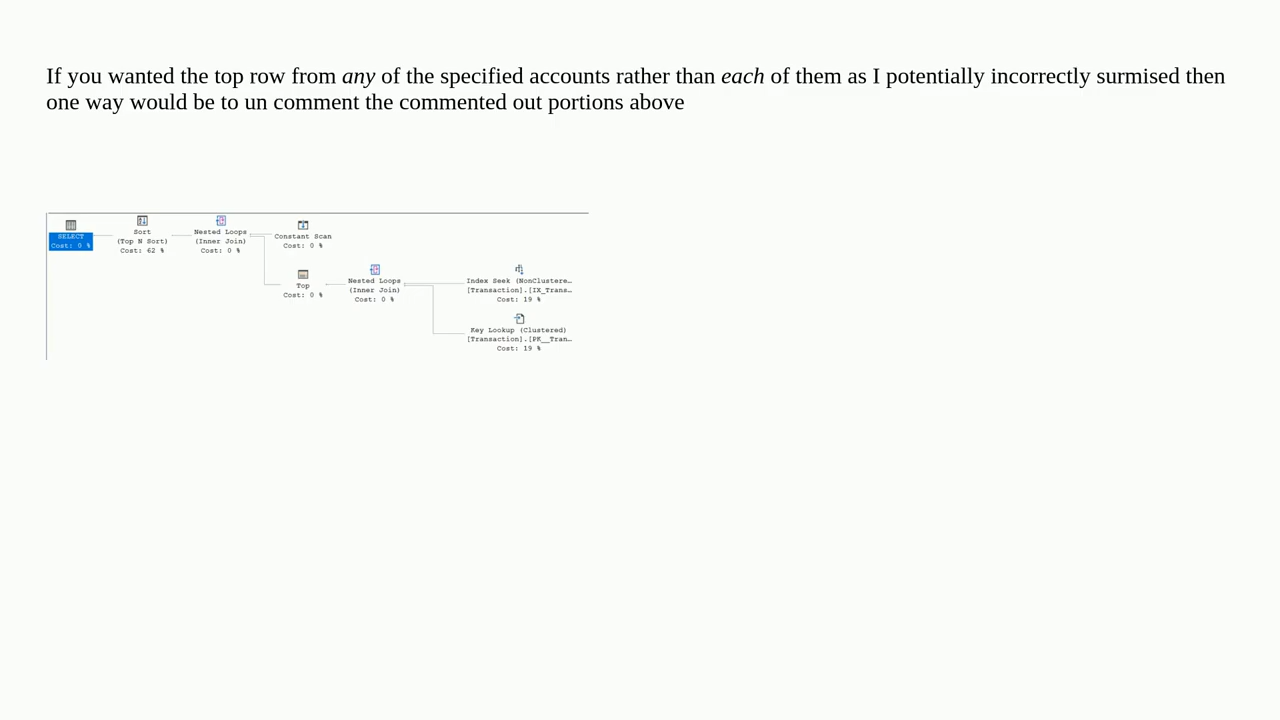 If you wanted the top row from any of the specified accounts rather than each of them as I potentially incorrectly surmised then
one way would be to un comment the commented out portions above
SELECT
Cost: 0 %
Sort
(Top N Sort)
Cost: 62 %
Nested Loops
(Inner Join)
Cost: 0 %
Constant Scan
Cost: 0 %
Top
Cost: 0 %
Nested Loops
(Inner Join)
Cost: 0 %
Index Seek (NonClustere…
[Transaction].[IX_Trans…
Cost: 19 %
Key Lookup (Clustered)
[Transaction].[PK__Tran…
Cost: 19 %